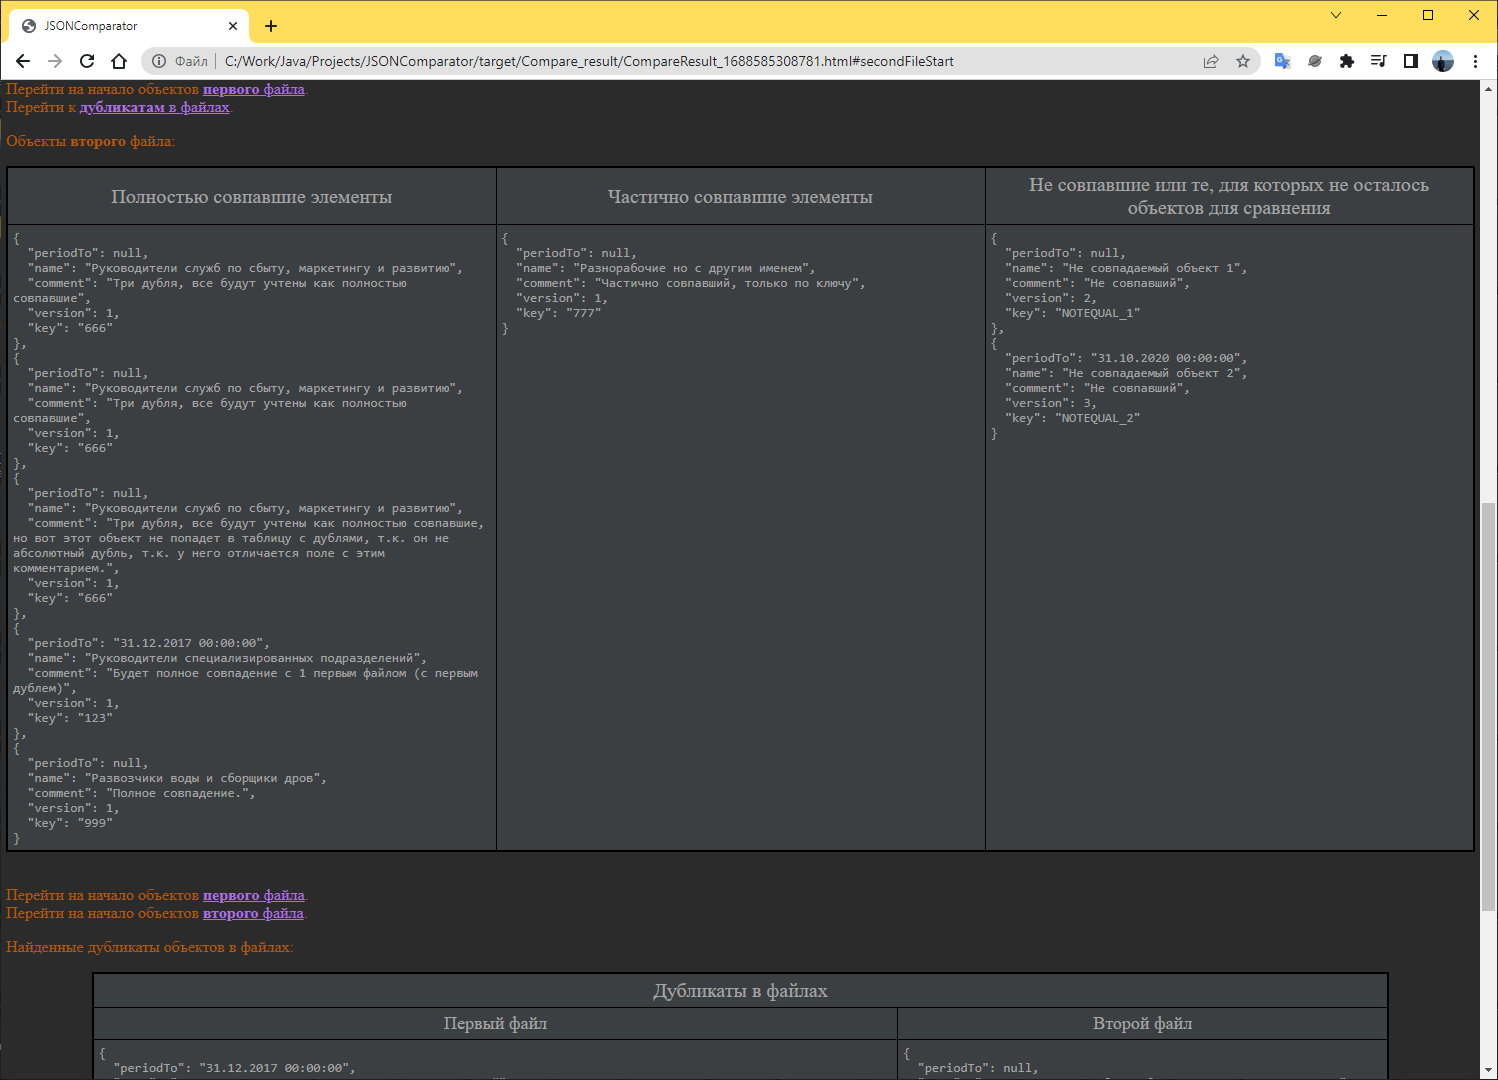 JSONComparator
Файл | C:/Work/Java/Projects/JSONComparator/target/Compare_result/CompareResult_1688585308781.html#secondFileStart
Перейти на начало объектов первого файла.
Перейти к дубликатам в файлах.
Объекты второго файла:
Полностью совпавшие элементы
{
"periodTo": null,
"name": "Руководители служб по сбыту, маркетингу и развитию",
"comment": "Три дубля, все будут учтены как полностью
совпавшие",
"version": 1,
"key": "666"
},
{
"periodTo": null,
"name": "Руководители служб по сбыту, маркетингу и развитию",
"comment": "Три дубля, все будут учтены как полностью
совпавшие",
"version": 1,
"key": "666"
},
{
"periodTo": null,
"name": "Руководители служб по сбыту, маркетингу и развитию",
"comment": "Три дубля, все будут учтены как полностью совпавшие,
но вот этот объект не попадет в таблицу с дублями, т.к. он не
абсолютный дубль, т.к. у него отличается поле с этим
комментарием.",
"version": 1,
"key": "666"
},
{
"periodTo": "31.12.2017 00:00:00",
"name": "Руководители специализированных подразделений",
"comment": "Будет полное совпадение с 1 первым файлом (с первым
дублем)",
"version": 1,
"key": "123"
},
{
"periodTo": null,
"name": "Развозчики воды и сборщики дров",
"comment": "Полное совпадение.",
"version": 1,
"key": "999"
}
Частично совпавшие элементы
{
"periodTo": null,
"name": "Разнорабочие но с другим именем",
"comment": "Частично совпавший, только по ключу",
"version": 1,
"key": "777"
}
Не совпавшие или те, для которых не осталось
объектов для сравнения
{
"periodTo": null,
"name": "Не совпадаемый объект 1",
"comment": "Не совпавший",
"version": 2,
"key": "NOTEQUAL_1"
},
{
"periodTo": "31.10.2020 00:00:00",
"name": "Не совпадаемый объект 2",
"comment": "Не совпавший",
"version": 3,
"key": "NOTEQUAL_2"
}
Перейти на начало объектов первого файла.
Перейти на начало объектов второго файла.
Найденные дубликаты объектов в файлах:
Дубликаты в файлах
Первый файл
{
"periodTo": "31.12.2017 00:00:00",
Второй файл
{
"periodTo": null,